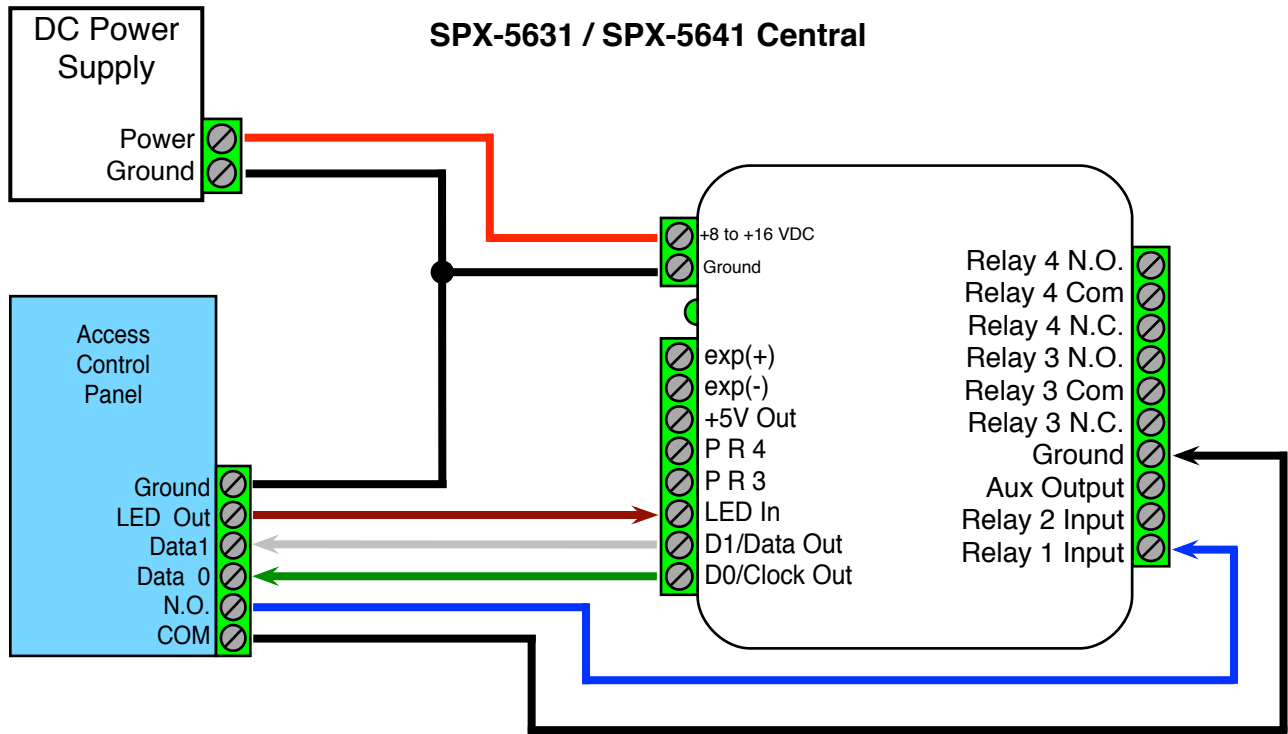 SPX-5631 / SPX-5641 Central
DC Power
Supply
Power
Ground
Access
Control
Panel
Ground
LED Out
Data1
Data 0
N.O.
COM
+8 to +16 VDC
Ground
exp(+)
exp(-)
+5V Out
P R 4
P R 3
LED In
D1/Data Out
D0/Clock Out
Relay 4 N.O.
Relay 4 Com
Relay 4 N.C.
Relay 3 N.O.
Relay 3 Com
Relay 3 N.C.
Ground
Aux Output
Relay 2 Input
Relay 1 Input